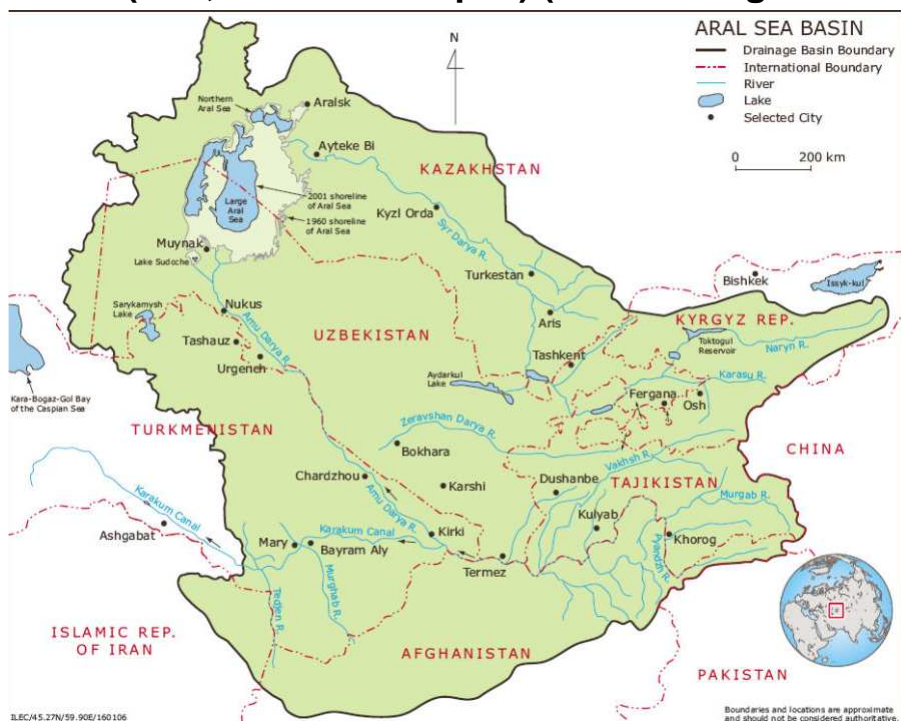 ARAL SEA BASIN
Drainage Basin Boundary
International Boundary
River
Lake
Selected City
0 200 km
N
Northern
Aral Sea
Aralsk
Ayteke Bi
KAZAKHSTAN
2001 shoreline
of Aral Sea
Large
Aral
Sea
1960 shoreline
of Aral Sea
Kyzl Orda
Syr Darya R.
Muynak
Lake Sudoche
Turkestan
Bishkek
Issyk-kul
Sarykamysh
Lake
Nukus
Amu Darya R.
UZBEKISTAN
Aris
KYRGYZ REP.
Toktogul
Reservoir
Naryn R.
Tashauz
Urgench
Tashkent
Aydarkul
Lake
Karasu R.
Fergana
Osh
Kara-Bogaz-Gol Bay
of the Caspian Sea
TURKMENISTAN
Zeravshan Darya R.
Bokhara
Vakhsh R.
CHINA
Chardzhou
Karshi
Dushanbe
TAJIKISTAN
Murgab R.
Karakum Canal
Ashgabat
Amu Darya R.
Kulyab
Karakum Canal
Kirki
Khorog
Mary
Bayram Aly
Termez
Pyandzh R.
Tedjen R.
Murghab R.
ISLAMIC REP.
OF IRAN
AFGHANISTAN
PAKISTAN
ILEC/45.27N/59.90E/160106
Boundaries and locations are approximate
and should not be considered authoritative.